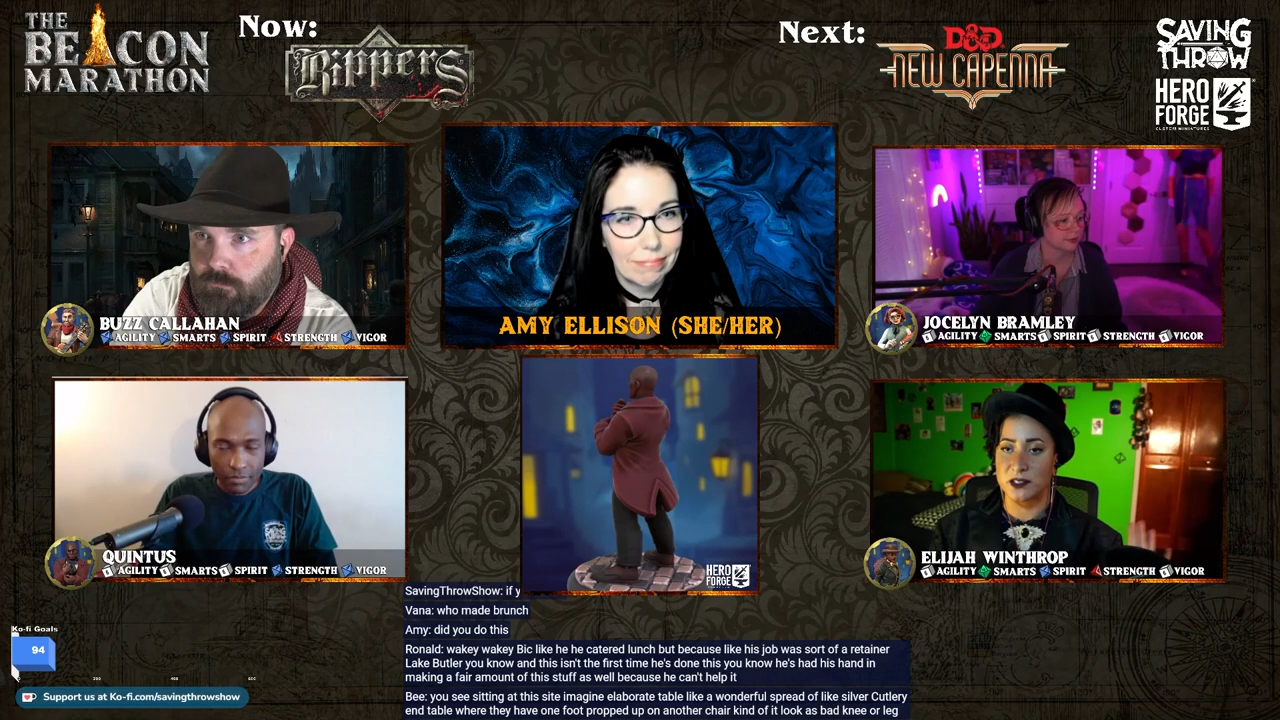 THE
BEACON
MARATHON
Now:
Rippers
Next:
D&D
NEW CAPENNA
SAVING
THROW
HERO
FORGE
CUSTOM MINIATURES
BUZZ CALLAHAN
AGILITY SMARTS SPIRIT STRENGTH VIGOR
AMY ELLISON (SHE/HER)
JOCELYN BRAMLEY
AGILITY SMARTS SPIRIT STRENGTH VIGOR
QUINTUS
AGILITY SMARTS SPIRIT STRENGTH VIGOR
HERO
FORGE
ELIJAH WINTHROP
AGILITY SMARTS SPIRIT STRENGTH VIGOR
SavingThrowShow: if y
Vana: who made brunch
Amy: did you do this
Ronald: wakey wakey Bic like he he catered lunch but because like his job was sort of a retainer
Lake Butler you know and this isn't the first time he's done this you know he's had his hand in
making a fair amount of this stuff as well because he can't help it
Bee: you see sitting at this site imagine elaborate table like a wonderful spread of like silver Cutlery
end table where they have one foot propped up on another chair kind of it look as bad knee or leg
Ko-fi Goals
94
Support us at Ko-fi.com/savingthrowshow